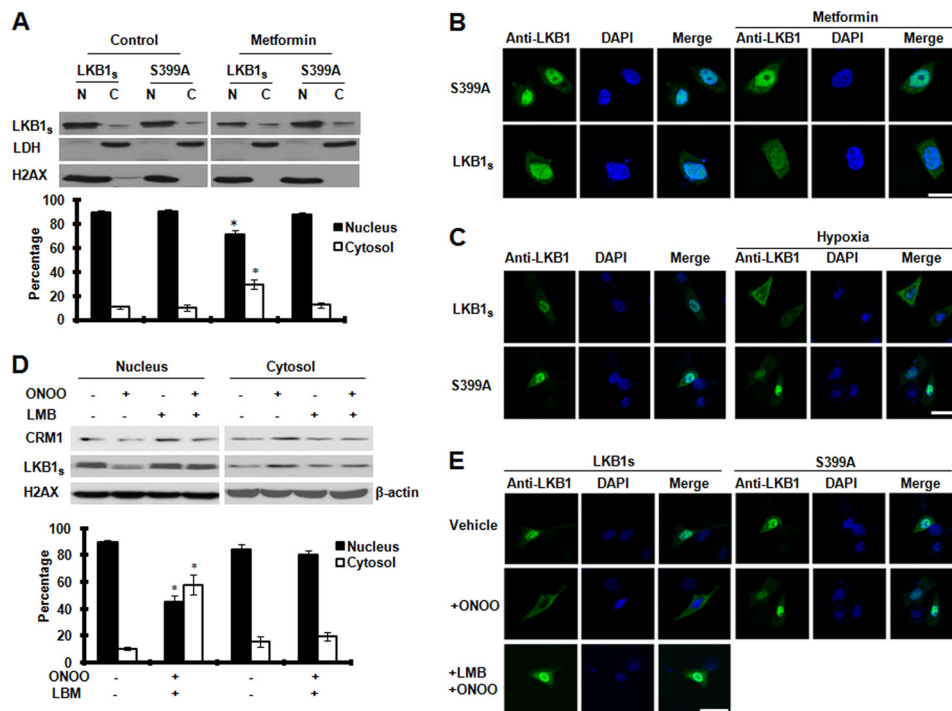 A
Control Metformin
LKB1s S399A LKB1s S399A
N C N C N C N C
LKB1s
LDH
H2AX
100
80
60
40
20
0
Percentage
* *
Nucleus
Cytosol
B
Metformin
Anti-LKB1 DAPI Merge Anti-LKB1 DAPI Merge
S399A
LKB1s
C
Hypoxia
Anti-LKB1 DAPI Merge Anti-LKB1 DAPI Merge
LKB1s
S399A
D
Nucleus Cytosol
ONOO - + - + - + - +
LMB - - + + - - + +
CRM1
LKB1s
H2AX β-actin
100
80
60
40
20
0
Percentage
* *
Nucleus
Cytosol
ONOO - + - +
LBM - + - +
E
LKB1s S399A
Anti-LKB1 DAPI Merge Anti-LKB1 DAPI Merge
Vehicle
+ONOO
+LMB
+ONOO